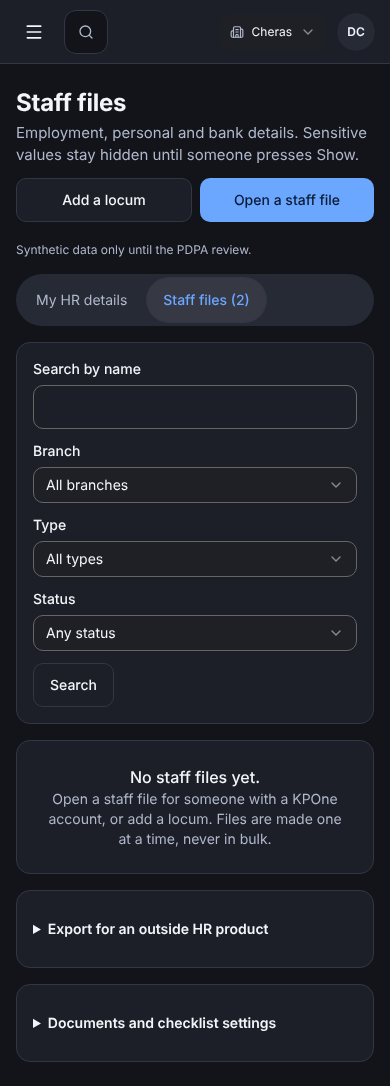 Cheras
DC
Staff files
Employment, personal and bank details. Sensitive
values stay hidden until someone presses Show.
Add a locum
Open a staff file
Synthetic data only until the PDPA review.
My HR details
Staff files (2)
Search by name
Branch
All branches
Type
All types
Status
Any status
Search
No staff files yet.
Open a staff file for someone with a KPOne
account, or add a locum. Files are made one
at a time, never in bulk.
Export for an outside HR product
Documents and checklist settings